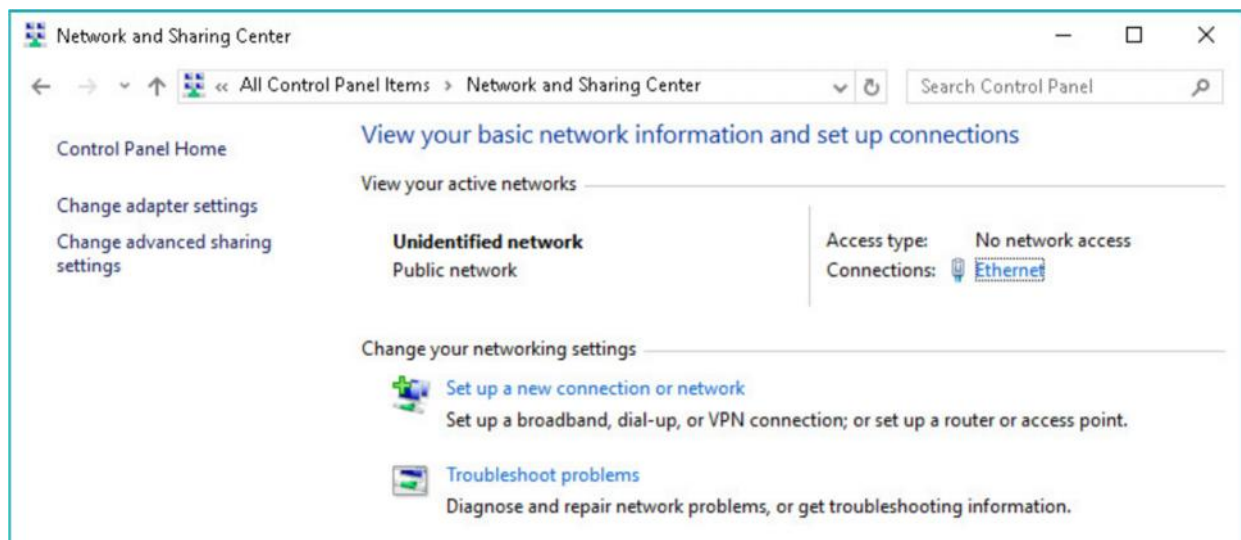 Network and Sharing Center
« All Control Panel Items > Network and Sharing Center
Search Control Panel
Control Panel Home
Change adapter settings
Change advanced sharing
settings
View your basic network information and set up connections
View your active networks
Unidentified network
Public network
Access type: No network access
Connections: Ethernet
Change your networking settings
Set up a new connection or network
Set up a broadband, dial-up, or VPN connection; or set up a router or access point.
Troubleshoot problems
Diagnose and repair network problems, or get troubleshooting information.